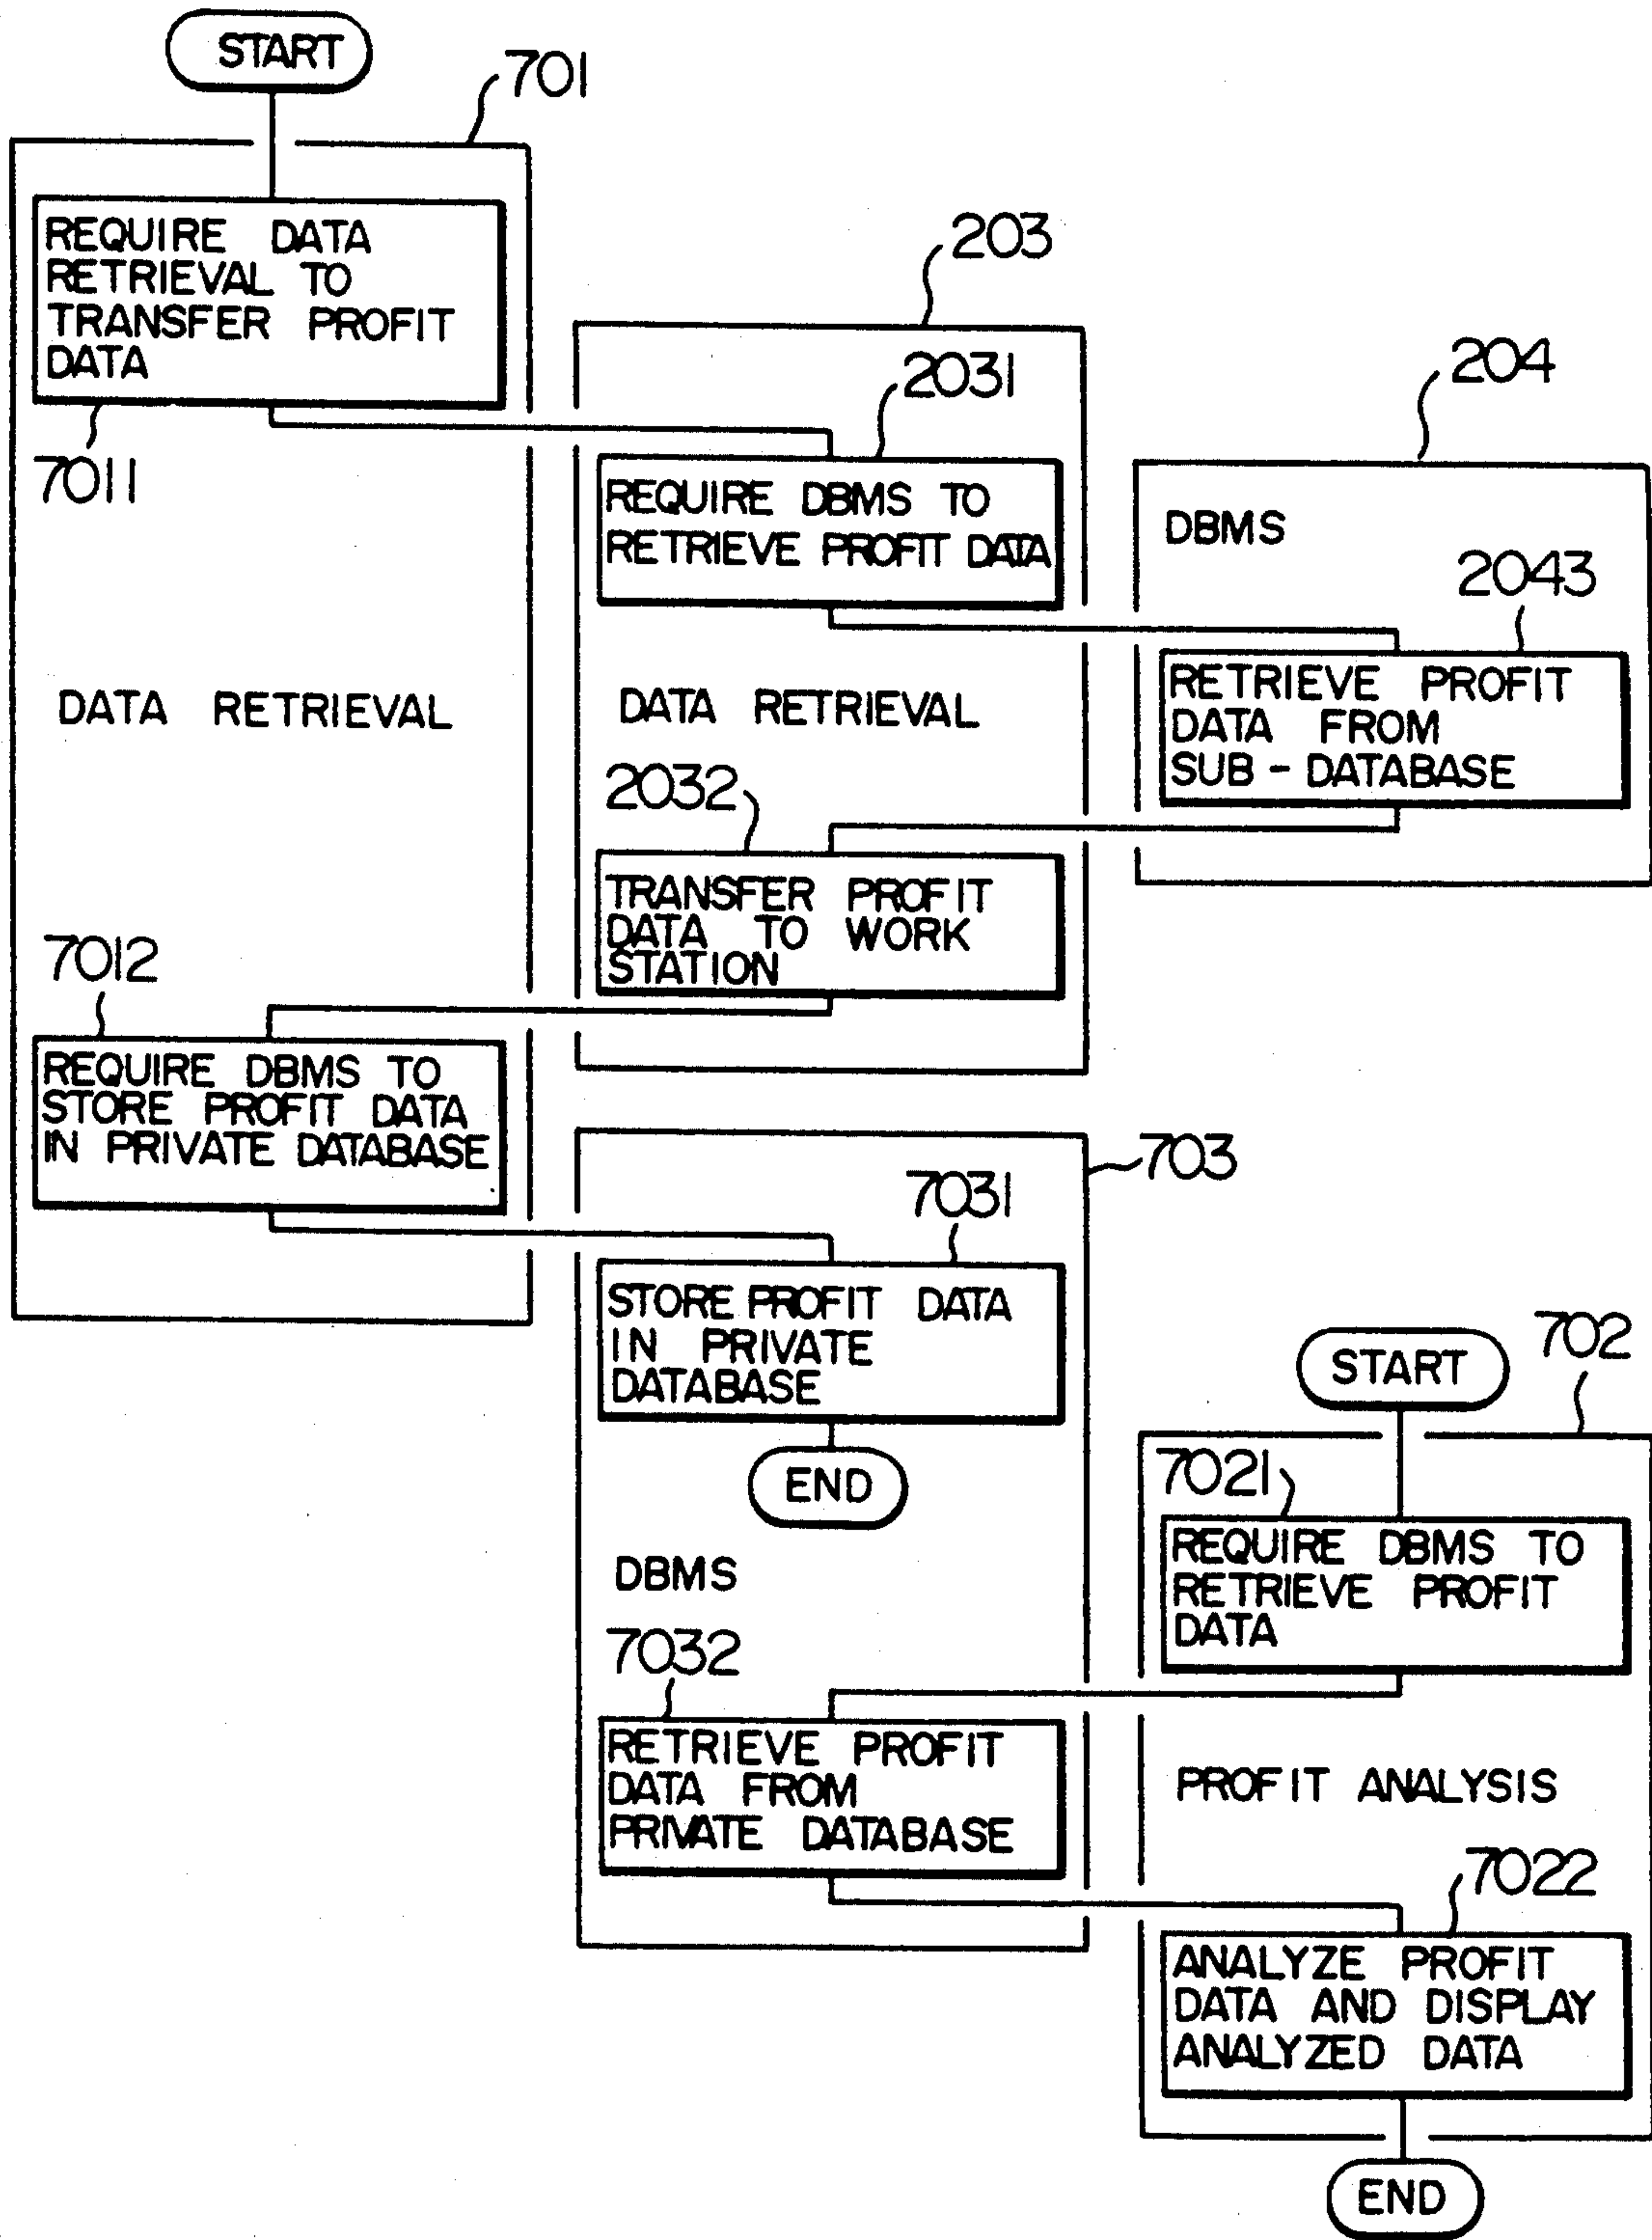 START
701
REQUIRE DATA
RETRIEVAL TO
TRANSFER PROFIT
DATA
7011
203
2031
REQUIRE DBMS TO
RETRIEVE PROFIT DATA
204
DBMS
2043
RETRIEVE PROFIT
DATA FROM
SUB-DATABASE
DATA RETRIEVAL
DATA RETRIEVAL
2032
TRANSFER PROFIT
DATA TO WORK
STATION
7012
REQUIRE DBMS TO
STORE PROFIT DATA
IN PRIVATE DATABASE
703
7031
STORE PROFIT DATA
IN PRIVATE
DATABASE
END
DBMS
START
702
7021
REQUIRE DBMS TO
RETRIEVE PROFIT
DATA
7032
RETRIEVE PROFIT
DATA FROM
PRIVATE DATABASE
PROFIT ANALYSIS
7022
ANALYZE PROFIT
DATA AND DISPLAY
ANALYZED DATA
END